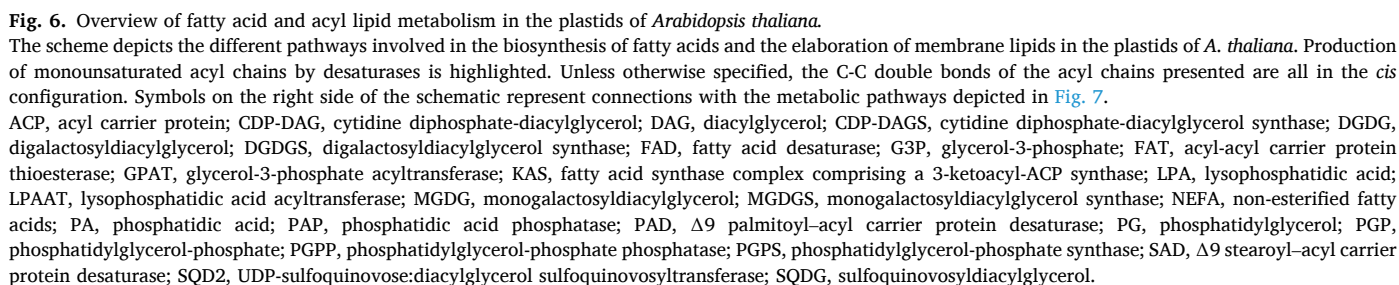 Fig. 6. Overview of fatty acid and acyl lipid metabolism in the plastids of Arabidopsis thaliana.
The scheme depicts the different pathways involved in the biosynthesis of fatty acids and the elaboration of membrane lipids in the plastids of A. thaliana. Production
of monounsaturated acyl chains by desaturases is highlighted. Unless otherwise specified, the C-C double bonds of the acyl chains presented are all in the cis
configuration. Symbols on the right side of the schematic represent connections with the metabolic pathways depicted in Fig. 7.
ACP, acyl carrier protein; CDP-DAG, cytidine diphosphate-diacylglycerol; DAG, diacylglycerol; CDP-DAGS, cytidine diphosphate-diacylglycerol synthase; DGDG,
digalactosyldiacylglycerol; DGDGS, digalactosyldiacylglycerol synthase; FAD, fatty acid desaturase; G3P, glycerol-3-phosphate; FAT, acyl-acyl carrier protein
thioesterase; GPAT, glycerol-3-phosphate acyltransferase; KAS, fatty acid synthase complex comprising a 3-ketoacyl-ACP synthase; LPA, lysophosphatidic acid;
LPAAT, lysophosphatidic acid acyltransferase; MGDG, monogalactosyldiacylglycerol; MGDGS, monogalactosyldiacylglycerol synthase; NEFA, non-esterified fatty
acids; PA, phosphatidic acid; PAP, phosphatidic acid phosphatase; PAD, Δ9 palmitoyl–acyl carrier protein desaturase; PG, phosphatidylglycerol; PGP,
phosphatidylglycerol-phosphate; PGPP, phosphatidylglycerol-phosphate phosphatase; PGPS, phosphatidylglycerol-phosphate synthase; SAD, Δ9 stearoyl–acyl carrier
protein desaturase; SQD2, UDP-sulfoquinovose:diacylglycerol sulfoquinovosyltransferase; SQDG, sulfoquinovosyldiacylglycerol.